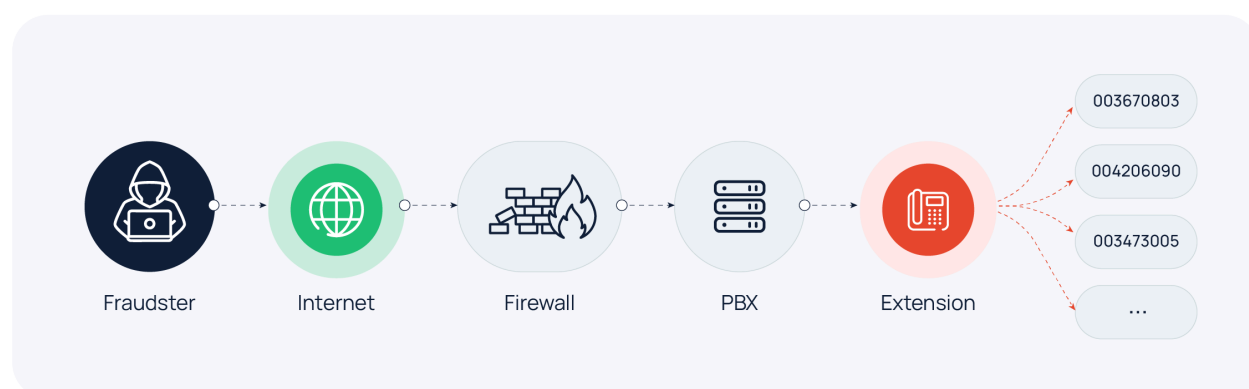 Fraudster
Internet
Firewall
PBX
Extension
003670803
004206090
003473005
...